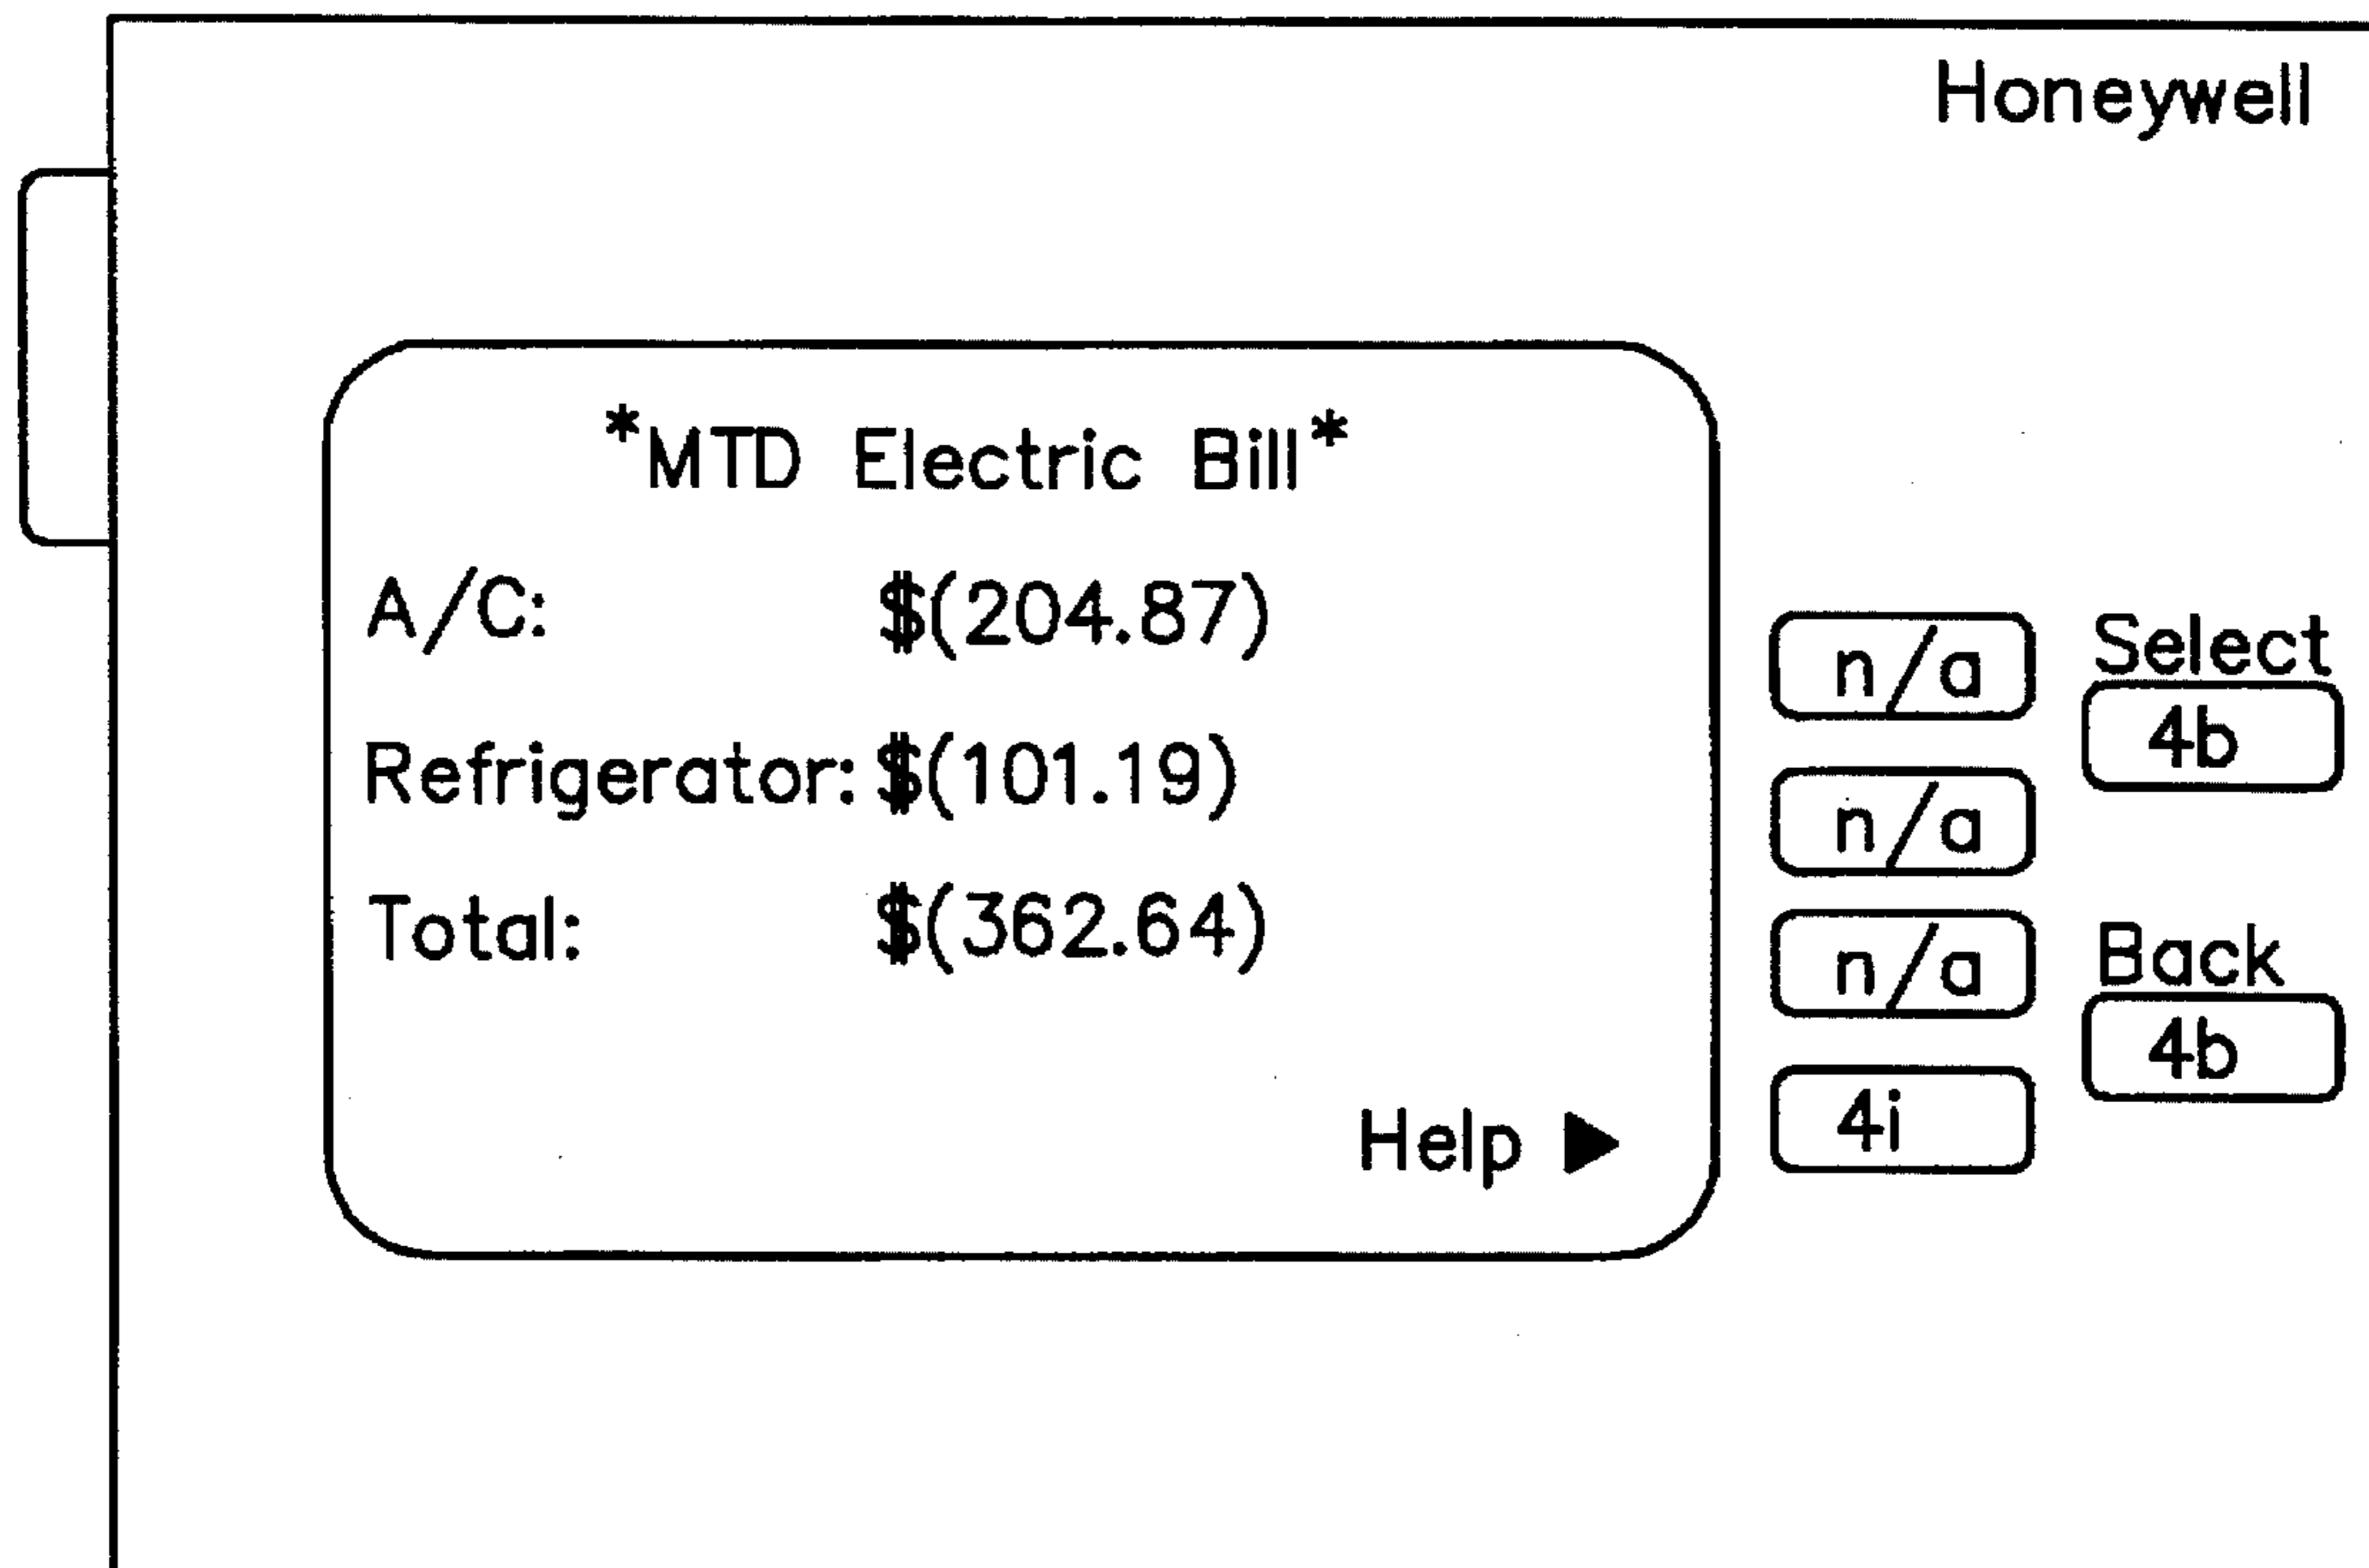 Honeywell
*MTD Electric Bill*
A/C: $(204.87)
Refrigerator: $(101.19)
Total: $(362.64)
Help ▶
n/a
n/a
n/a
4i
Select
4b
Back
4b